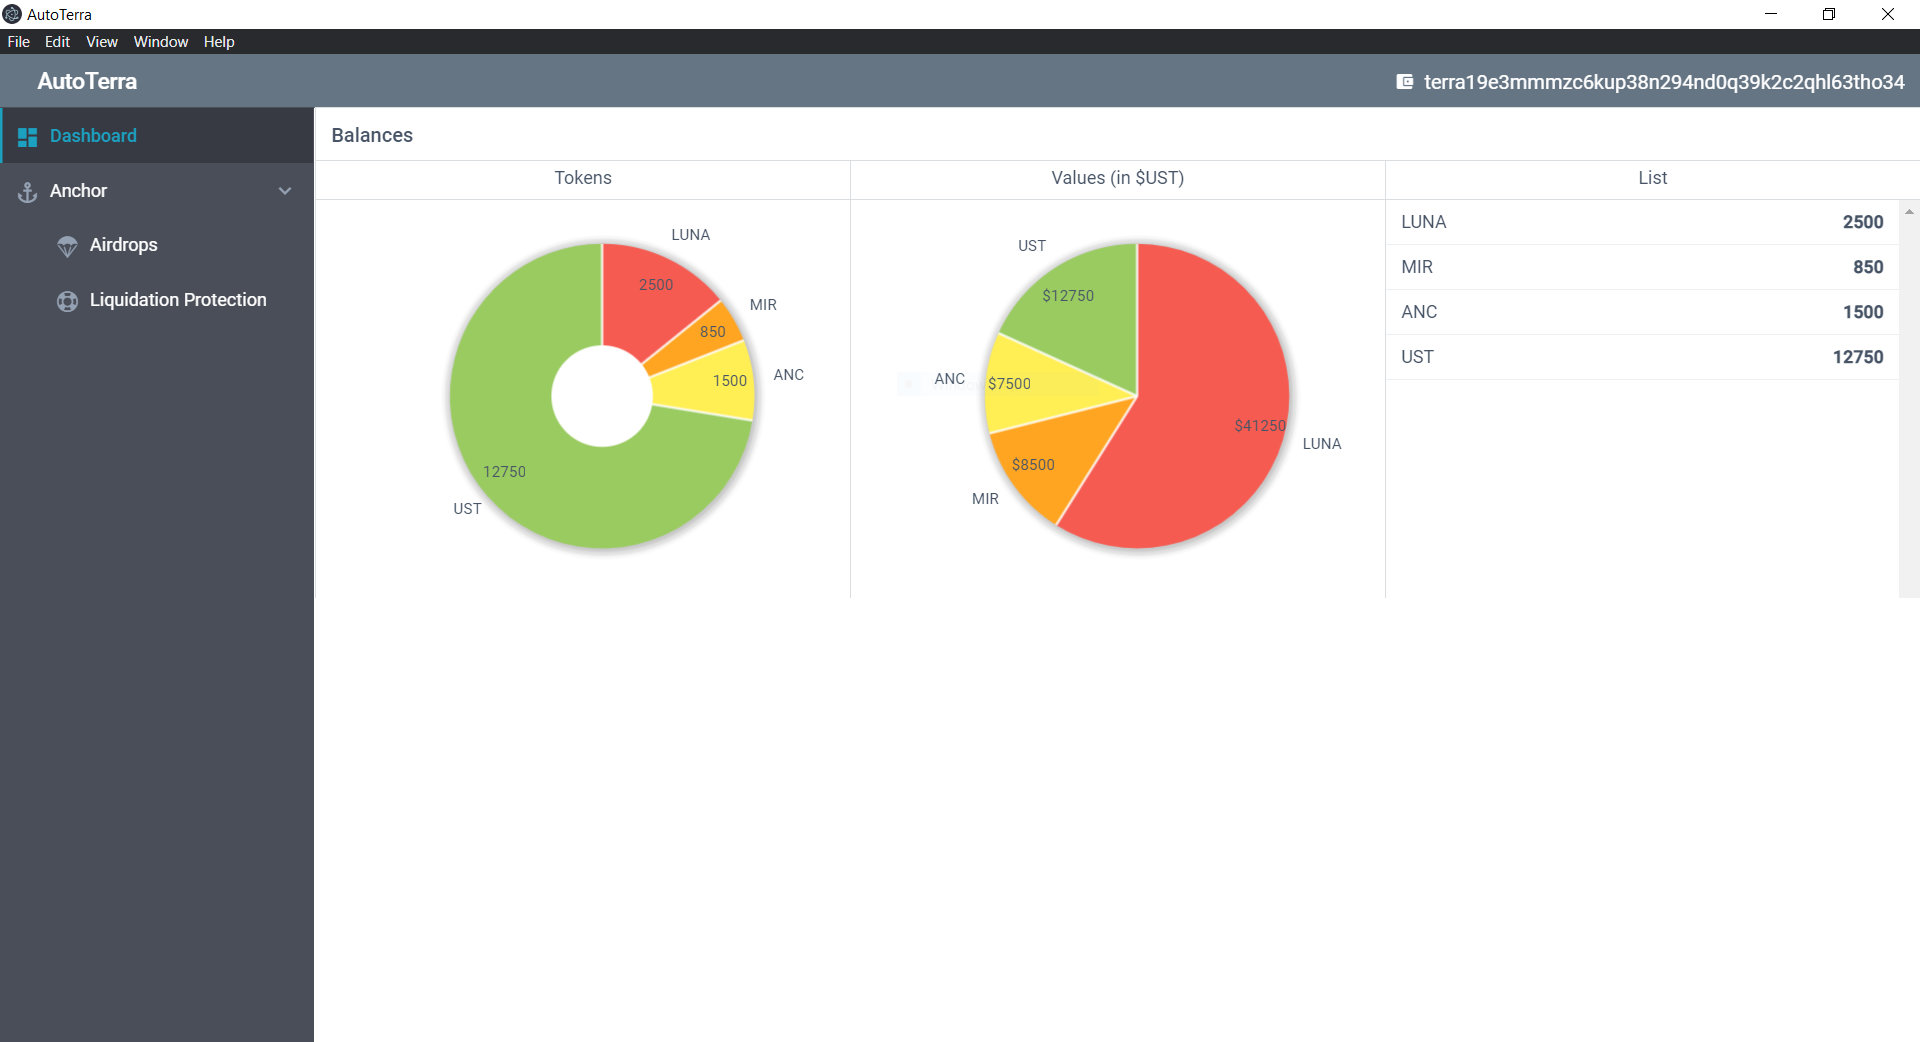 AutoTerra
File Edit View Window Help
AutoTerra
terra19e3mmmzc6kup38n294nd0q39k2c2qhl63tho34
Dashboard
Anchor
Airdrops
Liquidation Protection
Balances
Tokens
LUNA
2500
MIR
850
1500
ANC
12750
UST
Values (in $UST)
UST
$12750
ANC
$7500
$41250
LUNA
$8500
MIR
List
LUNA 2500
MIR 850
ANC 1500
UST 12750